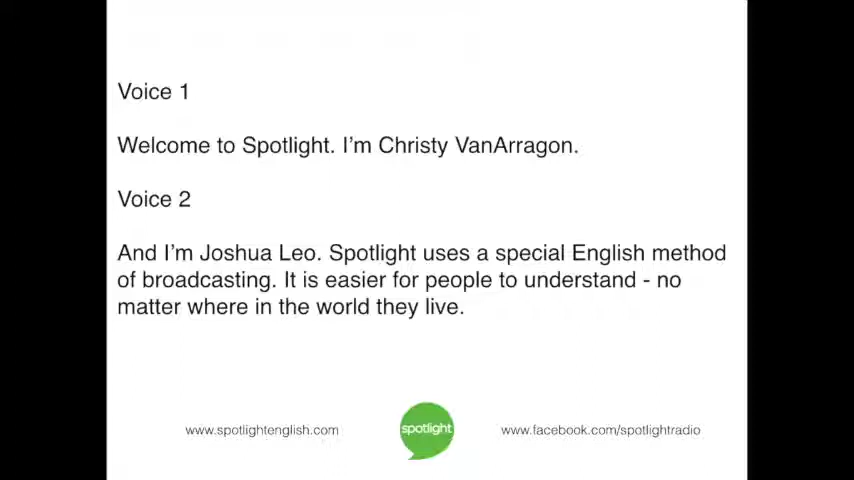 Voice 1
Welcome to Spotlight. I'm Christy VanArragon.
Voice 2
And I'm Joshua Leo. Spotlight uses a special English method
of broadcasting. It is easier for people to understand - no
matter where in the world they live.
www.spotlightenglish.com
spotlight
www.facebook.com/spotlightradio